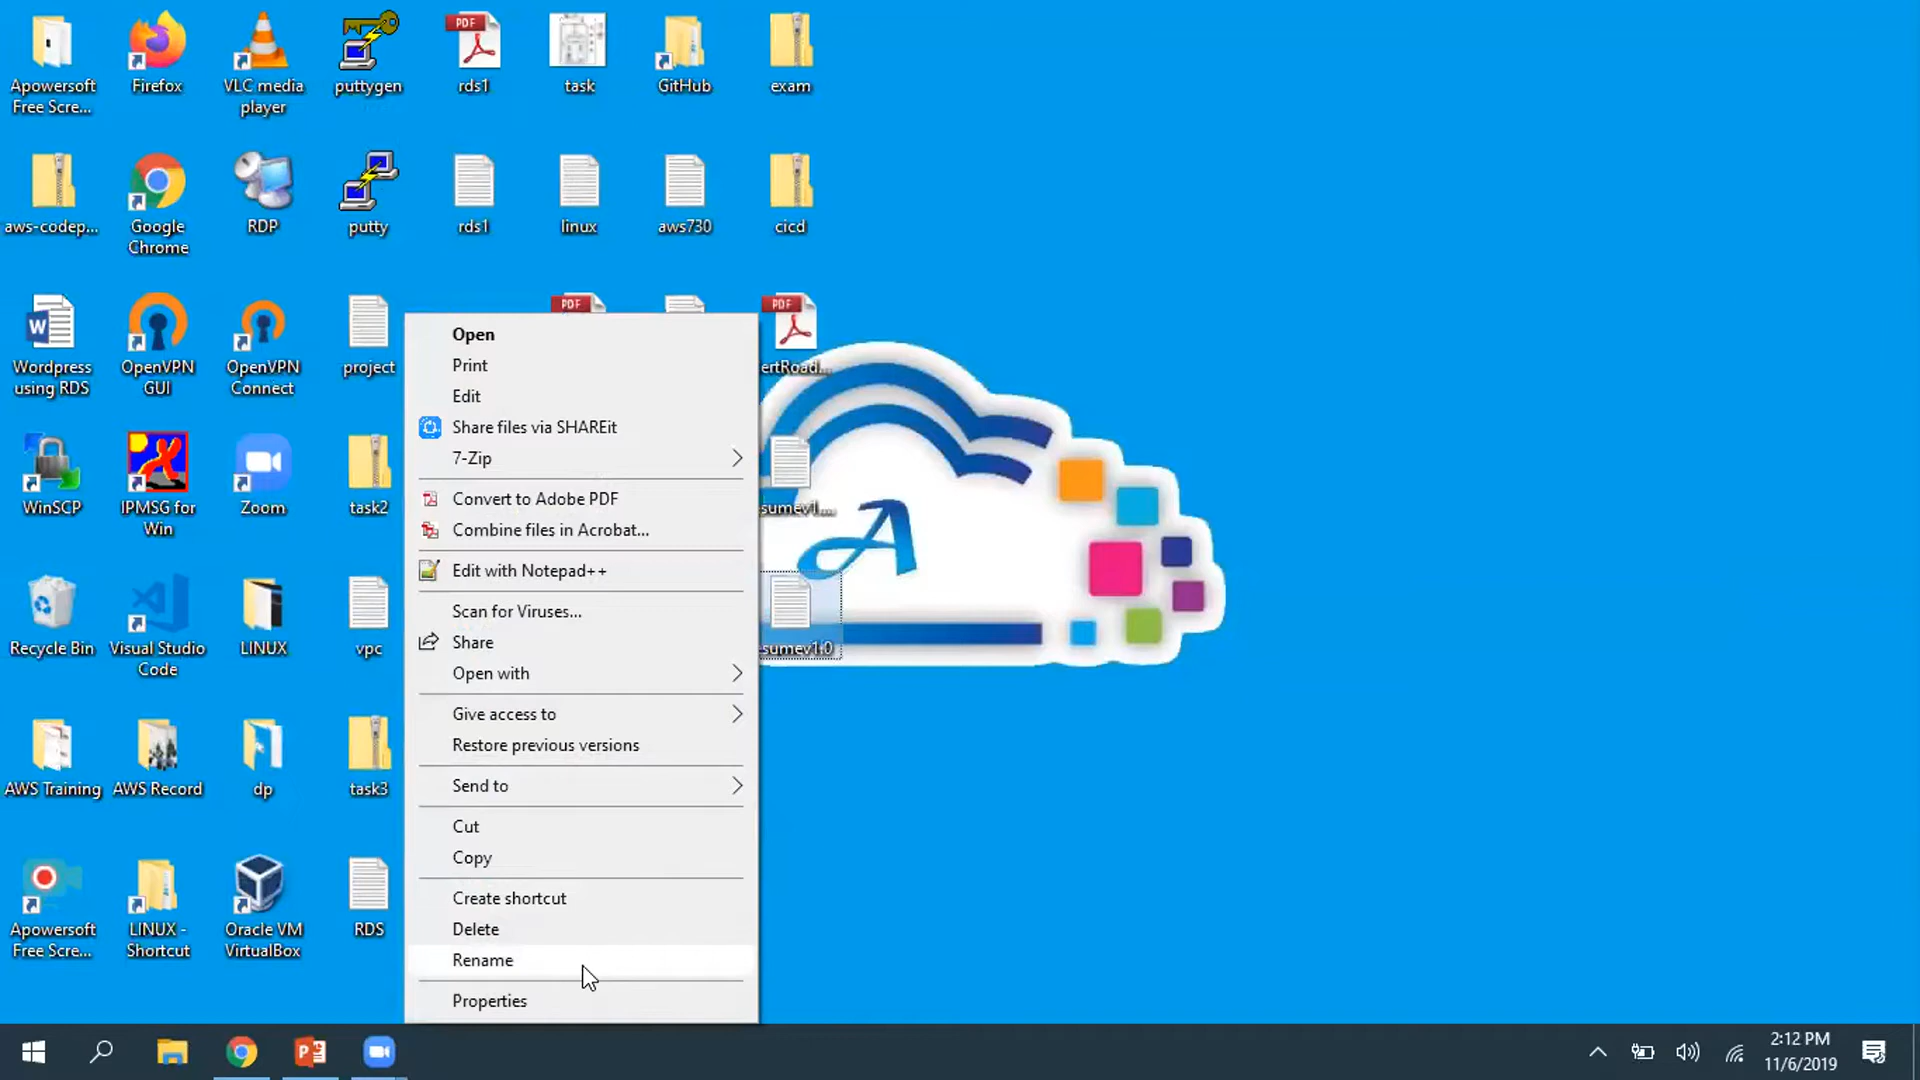 PDF
Apowersoft
Free Scre...
Firefox
VLC media
player
puttygen
rds1
task
GitHub
exam
aws-codep...
Google
Chrome
RDP
putty
rds1
linux
aws730
cicd
PDF
PDF
Wordpress
using RDS
OpenVPN
GUI
OpenVPN
Connect
project
ertRoad...
WinSCP
IPMSG for
Win
Zoom
task2
sumev1....
Recycle Bin
Visual Studio
Code
LINUX
vpc
sumev1.0
AWS Training
AWS Record
dp
task3
Apowersoft
Free Scre...
LINUX -
Shortcut
Oracle VM
VirtualBox
RDS
Open
Print
Edit
Share files via SHAREit
7-Zip
Convert to Adobe PDF
Combine files in Acrobat...
Edit with Notepad++
Scan for Viruses...
Share
Open with
Give access to
Restore previous versions
Send to
Cut
Copy
Create shortcut
Delete
Rename
Properties
A
2:12 PM
11/6/2019